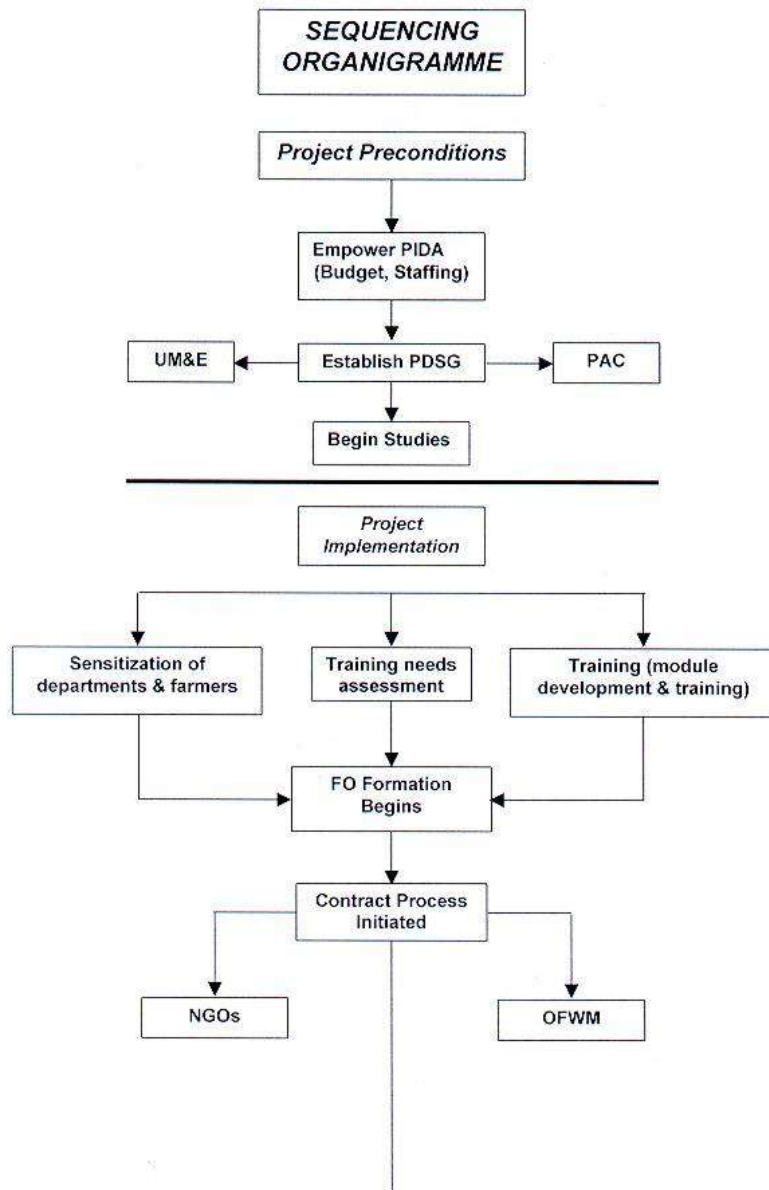 SEQUENCING
ORGANIGRAMME
Project Preconditions
Empower PIDA
(Budget, Staffing)
UM&E
Establish PDSG
PAC
Begin Studies
Project
Implementation
Sensitization of
departments & farmers
Training needs
assessment
Training (module
development & training)
FO Formation
Begins
Contract Process
Initiated
NGOs
OFWM